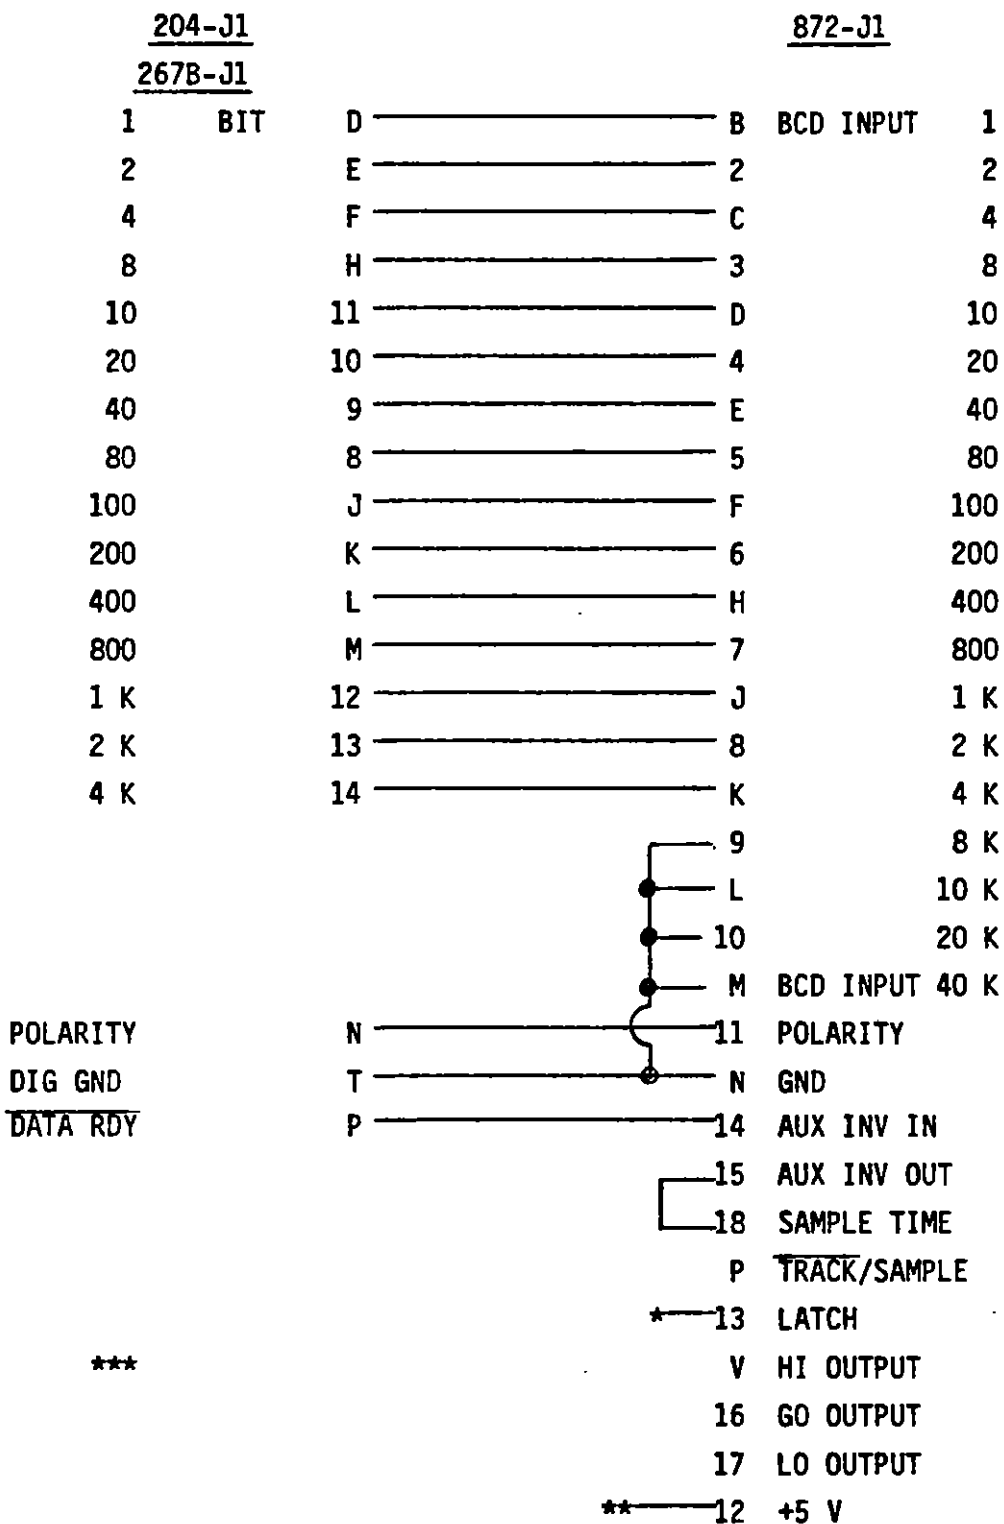 204-J1 872-J1
267B-J1
1 BIT D B BCD INPUT 1
2 E 2 2
4 F C 4
8 H 3 8
10 11 D 10
20 10 4 20
40 9 E 40
80 8 5 80
100 J F 100
200 K 6 200
400 L H 400
800 M 7 800
1 K 12 J 1 K
2 K 13 8 2 K
4 K 14 K 4 K
9 8 K
L 10 K
10 20 K
M BCD INPUT 40 K
POLARITY N 11 POLARITY
DIG GND T N GND
DATA RDY P 14 AUX INV IN
15 AUX INV OUT
18 SAMPLE TIME
P TRACK/SAMPLE
* 13 LATCH
*** V HI OUTPUT
16 GO OUTPUT
17 LO OUTPUT
** 12 +5 V